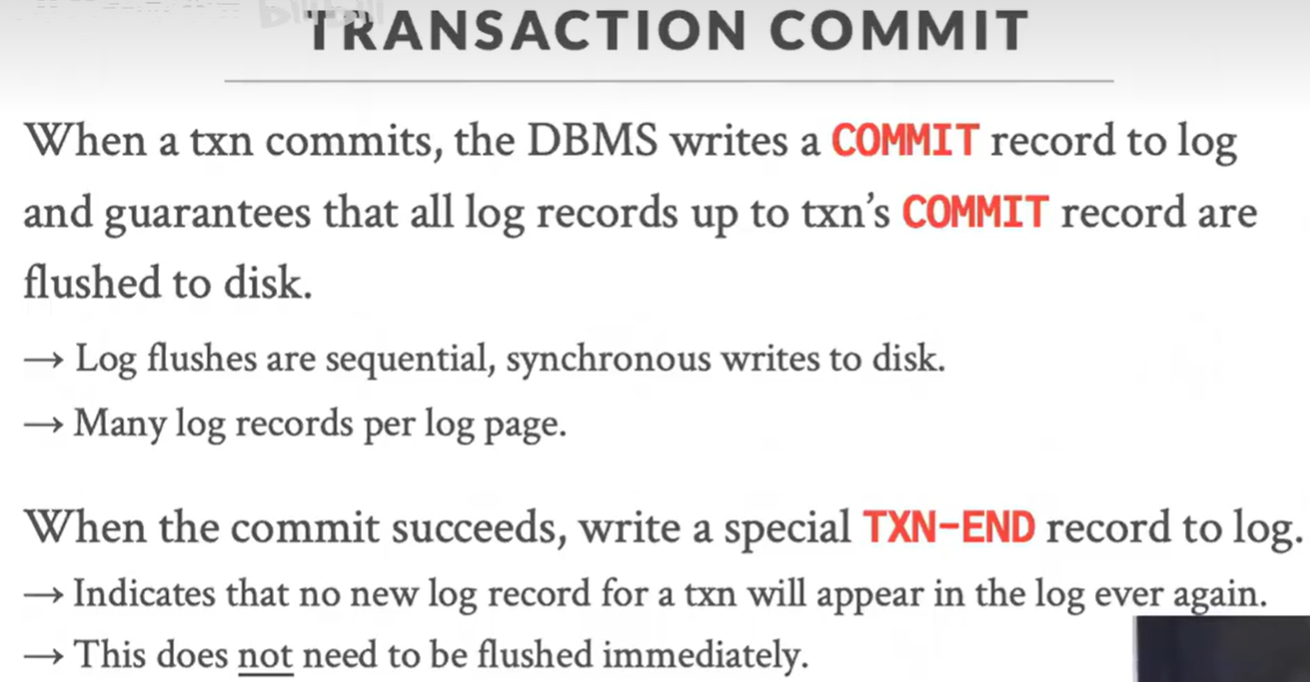 TRANSACTION COMMIT
When a txn commits, the DBMS writes a COMMIT record to log
and guarantees that all log records up to txn’s COMMIT record are
flushed to disk.
→ Log flushes are sequential, synchronous writes to disk.
→ Many log records per log page.
When the commit succeeds, write a special TXN-END record to log.
→ Indicates that no new log record for a txn will appear in the log ever again.
→ This does not need to be flushed immediately.